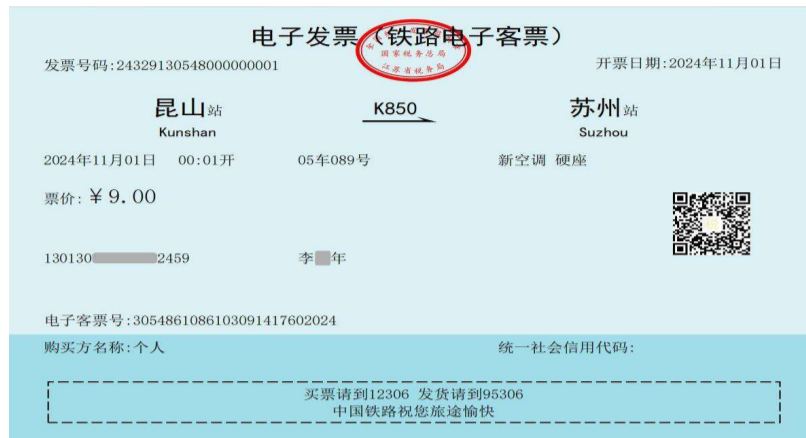 电子发票（铁路电子客票）
国家税务总局
江苏省税务局
发票号码:24329130548000000001
开票日期:2024年11月01日
昆山站
K850
苏州站
Kunshan
Suzhou
2024年11月01日 00:01开 05车089号 新空调 硬座
票价:￥9.00
130130 2459 李 年
电子客票号:3054861086103091417602024
购买方名称:个人 统一社会信用代码:
买票请到12306 发货请到95306
中国铁路祝您旅途愉快